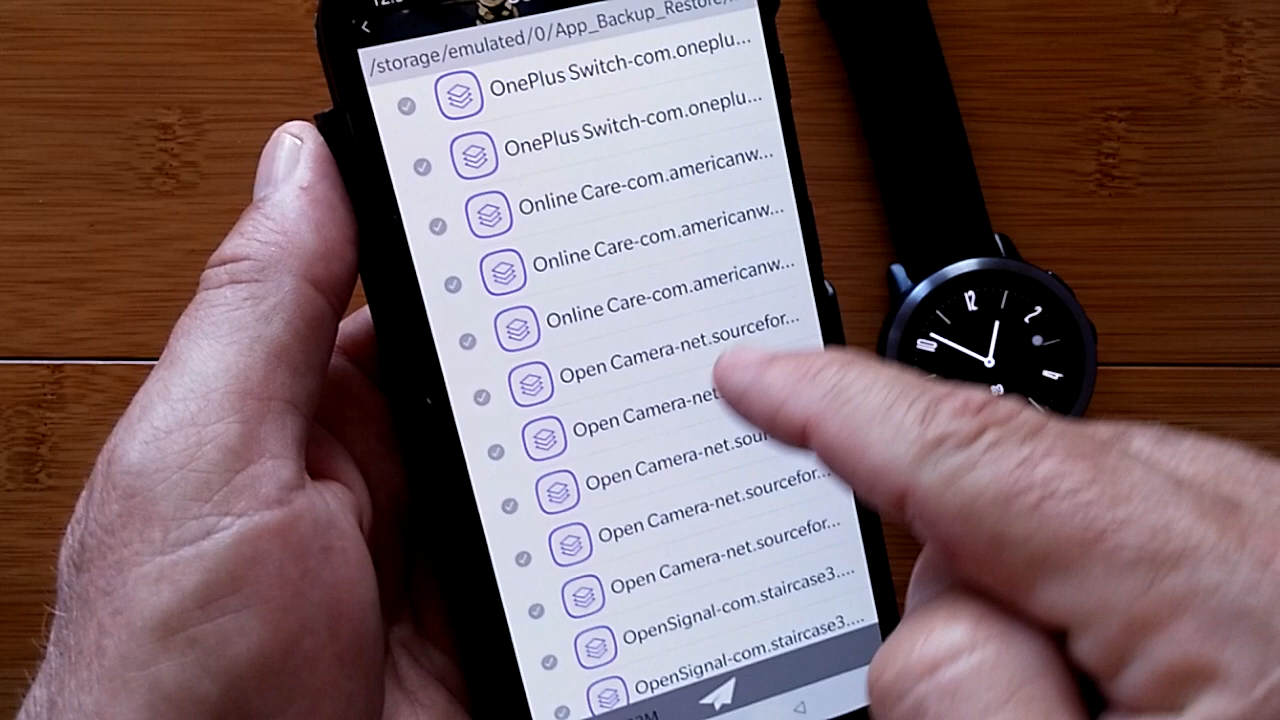 /storage/emulated/0/App_Backup_Restore/
OnePlus Switch-com.oneplu...
OnePlus Switch-com.oneplu...
Online Care-com.americanw...
Online Care-com.americanw...
Online Care-com.americanw...
Open Camera-net.sourcefor...
Open Camera-net.
Open Camera-net.sour
Open Camera-net.sourcefor...
Open Camera-net.sourcefor...
OpenSignal-com.staircase3....
OpenSignal-com.staircase3....
12
2
4
10